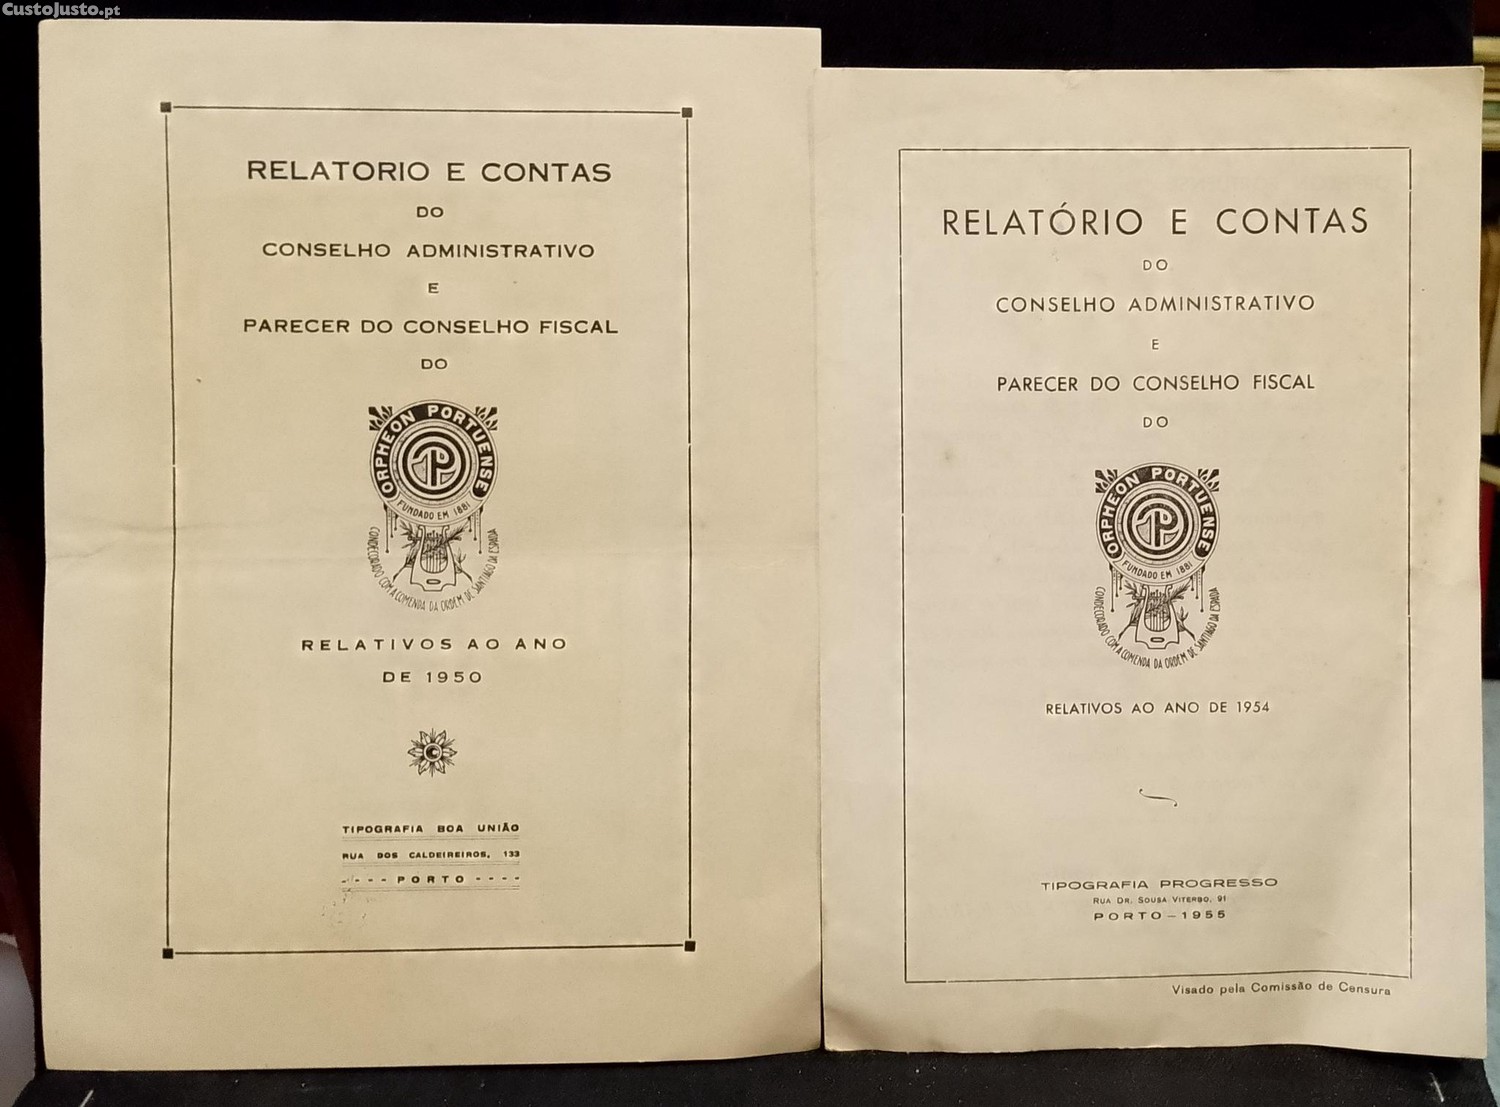 CustoJusto.pt
RELATORIO E CONTAS
DO
CONSELHO ADMINISTRATIVO
E
PARECER DO CONSELHO FISCAL
DO
ORPHEON PORTUENSE
FUNDADO EM 1881
CONDECORADO COM A COMENDA DA ORDEM DE SANTIAGO DA ESPADA
RELATIVOS AO ANO
DE 1950
TIPOGRAFIA BOA UNIÃO
RUA DOS CALDEIREIROS, 133
---- PORTO ----
RELATÓRIO E CONTAS
DO
CONSELHO ADMINISTRATIVO
E
PARECER DO CONSELHO FISCAL
DO
ORPHEON PORTUENSE
FUNDADO EM 1881
CONDECORADO COM A COMENDA DA ORDEM DE SANTIAGO DA ESPADA
RELATIVOS AO ANO DE 1954
TIPOGRAFIA PROGRESSO
RUA DR. SOUSA VITERBO, 91
PORTO - 1955
Visado pela Comissão de Censura